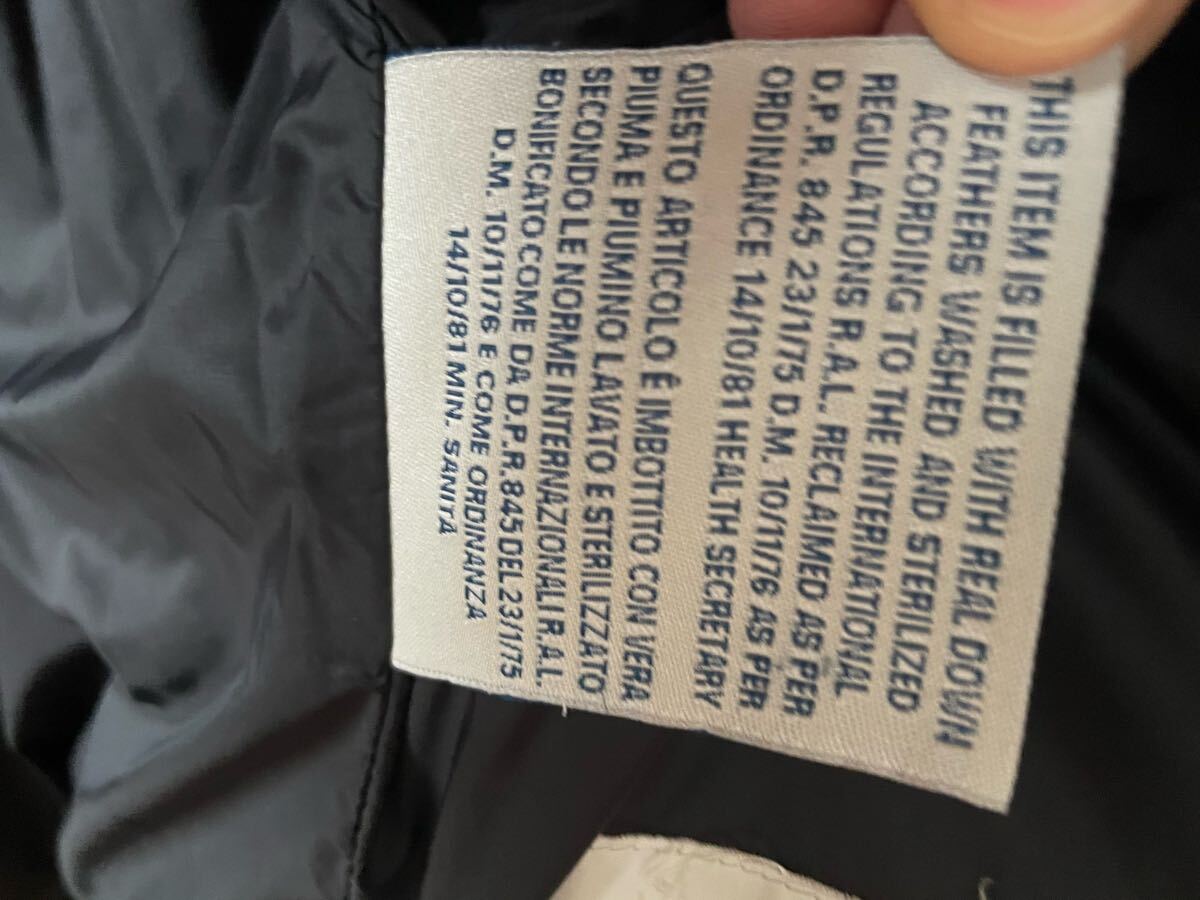 THIS ITEM IS FILLED WITH REAL DOWN
FEATHERS WASHED AND STERILIZED
ACCORDING TO THE INTERNATIONAL
REGULATIONS R.A.L. RECLAIMED AS PER
D.P.R. 845 23/1/75 D.M. 10/11/76 AS PER
ORDINANCE 14/10/81 HEALTH SECRETARY
QUESTO ARTICOLO É IMBOTTITO CON VERA
PIUMA E PIUMINO LAVATO E STERILIZZATO
SECONDO LE NORME INTERNAZIONALI R.A.L.
BONIFICATO COME DA D.P.R. 845 DEL 23/1/75
D.M. 10/11/76 E COME ORDINANZA
14/10/81 MIN. SANITÁ